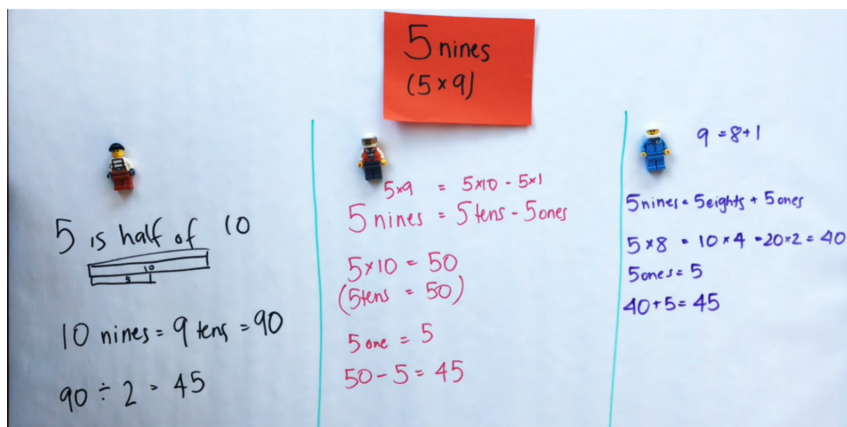 5 nines
(5×9)
5 is half of 10
10
5
10 nines = 9 tens = 90
90 ÷ 2 = 45
5×9 = 5×10 - 5×1
5 nines = 5 tens - 5 ones
5×10 = 50
(5 tens = 50)
5 one = 5
50 - 5 = 45
9 = 8+1
5 nines = 5 eights + 5 ones
5 × 8 = 10 × 4 = 20×2 = 40
5 ones = 5
40 + 5 = 45